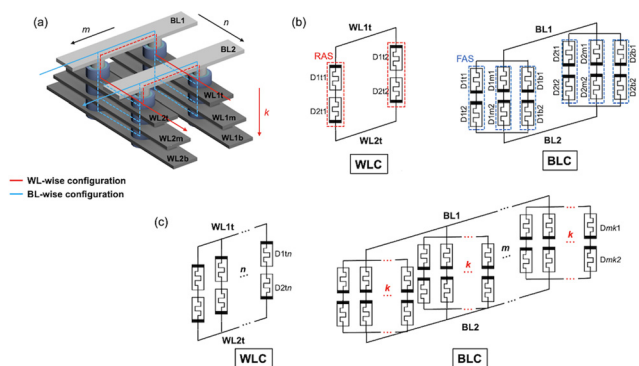 (a)
m
n
BL1
BL2
WL1t
WL2t
WL1m
WL2m
WL1b
WL2b
k
WL-wise configuration
BL-wise configuration
(b)
WL1t
RAS
D1t1
D2t1
D1t2
D2t2
WL2t
WLC
BL1
FAS
D1t1
D1t2
D1m1
D1m2
D1b1
D1b2
D2t1
D2t2
D2m1
D2m2
D2b1
D2b2
BL2
BLC
(c)
WL1t
n
D1tn
D2tn
WL2t
WLC
BL1
k
k
m
k
Dmk1
Dmk2
BL2
BLC